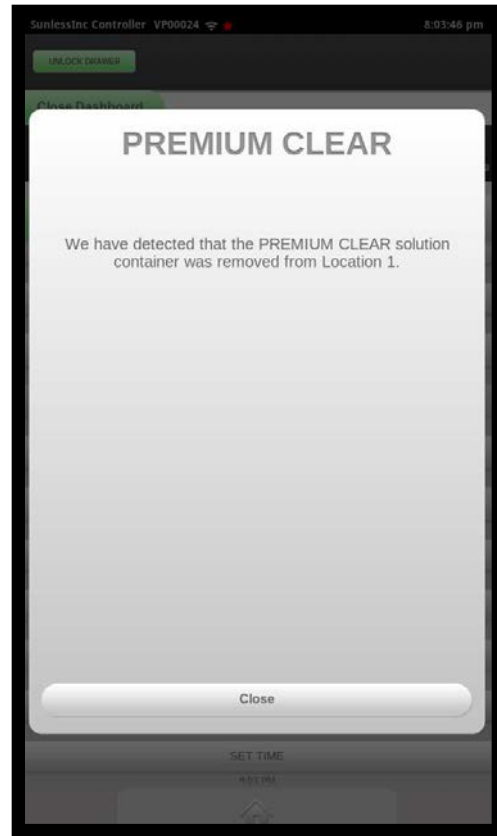 SunlessInc Controller VP00024
8:03:46 pm
UNLOCK DRAWER
Close Dashboard
PREMIUM CLEAR
We have detected that the PREMIUM CLEAR solution
container was removed from Location 1.
Close
SET TIME